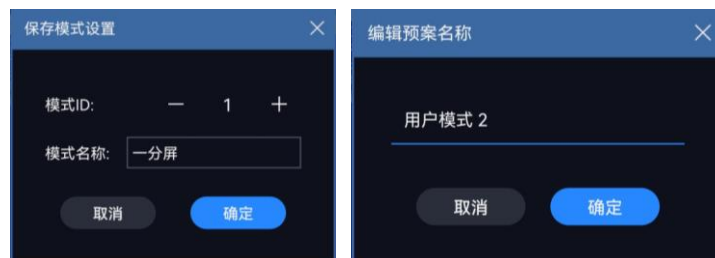 保存模式设置
模式ID: 1
模式名称: 一分屏
取消 确定
编辑预案名称
用户模式 2
取消 确定